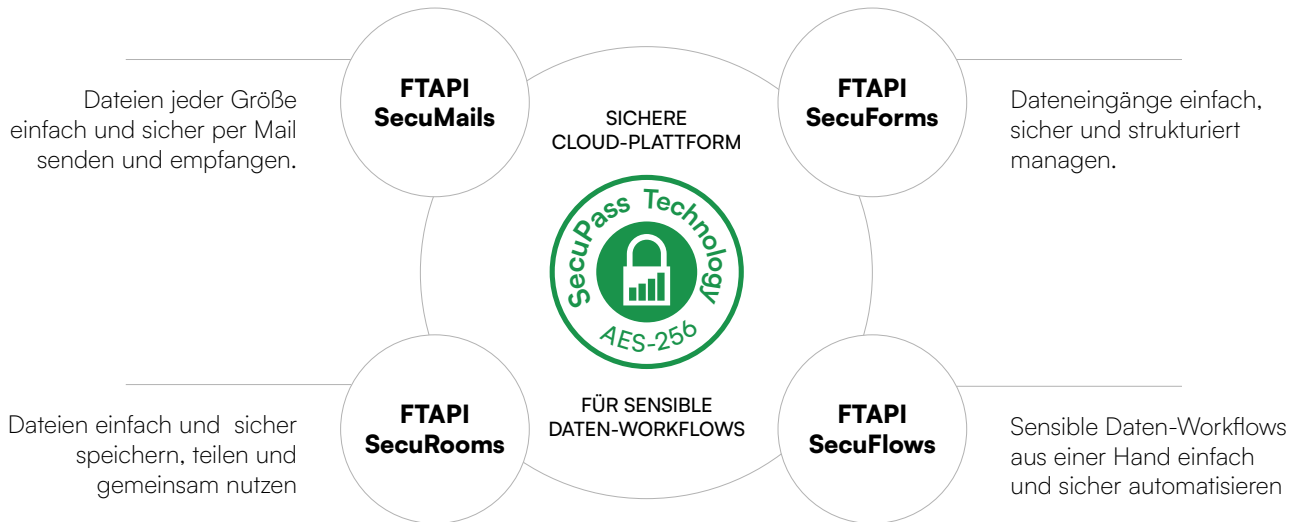 Dateien jeder Größe
einfach und sicher per Mail
senden und empfangen.
FTAPI
SecuMails
SICHERE
CLOUD-PLATTFORM
FTAPI
SecuForms
Dateneingänge einfach,
sicher und strukturiert
managen.
SecuPass Technology
AES-256
Dateien einfach und sicher
speichern, teilen und
gemeinsam nutzen
FTAPI
SecuRooms
FÜR SENSIBLE
DATEN-WORKFLOWS
FTAPI
SecuFlows
Sensible Daten-Workflows
aus einer Hand einfach
und sicher automatisieren